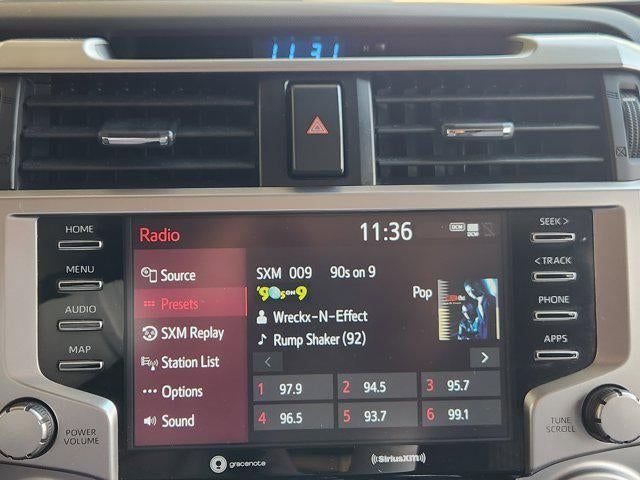 11:31
HOME
MENU
AUDIO
MAP
POWER
VOLUME
Radio
11:36
DCM
Source
Presets
SXM Replay
Station List
Options
Sound
SXM 009 90s on 9
'90s ON 9
Pop
Wreckx-N-Effect
Rump Shaker (92)
1 97.9
2 94.5
3 95.7
4 96.5
5 93.7
6 99.1
SEEK >
< TRACK
PHONE
APPS
TUNE
SCROLL
gracenote
((SiriusXM))